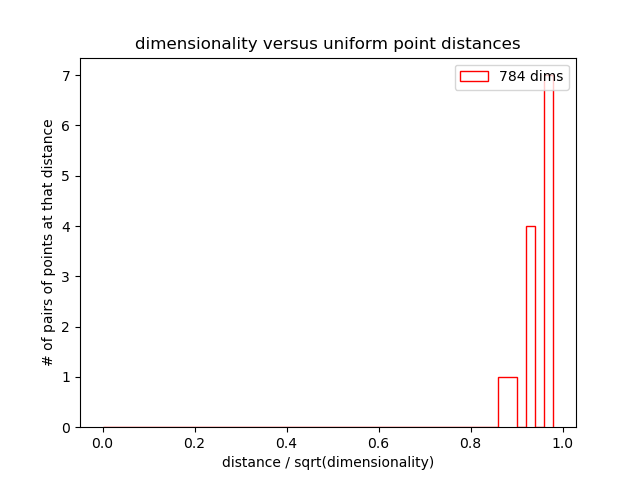 dimensionality versus uniform point distances
784 dims
# of pairs of points at that distance
7
6
5
4
3
2
1
0
0.0 0.2 0.4 0.6 0.8 1.0
distance / sqrt(dimensionality)